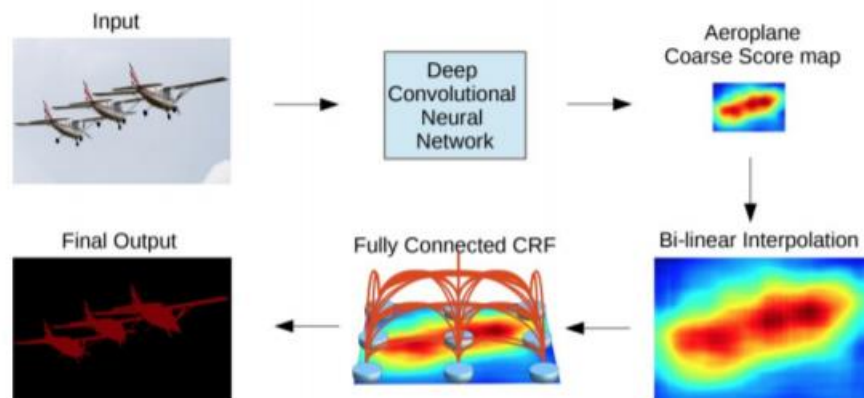 Input
Deep
Convolutional
Neural
Network
Aeroplane
Coarse Score map
Final Output
Fully Connected CRF
Bi-linear Interpolation